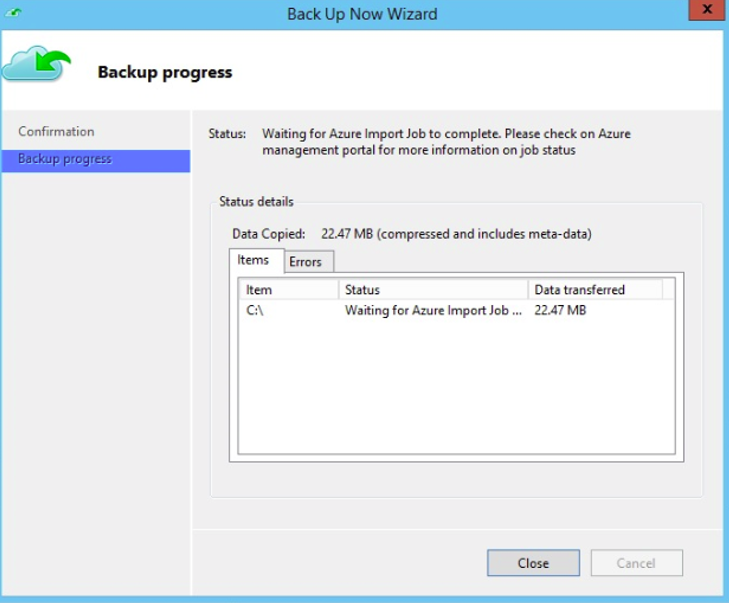 Back Up Now Wizard
x
Backup progress
Confirmation
Backup progress
Status: Waiting for Azure Import Job to complete. Please check on Azure
management portal for more information on job status
Status details
Data Copied: 22.47 MB (compressed and includes meta-data)
Items Errors
Item Status Data transferred
C:\ Waiting for Azure Import Job ... 22.47 MB
Close Cancel